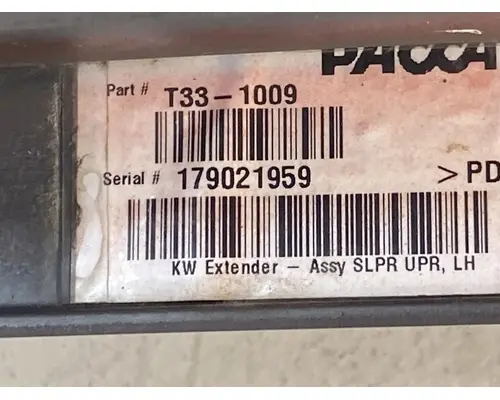 PACCA
Part # T33-1009
Serial # 179021959 >PD
KW Extender - Assy SLPR UPR, LH